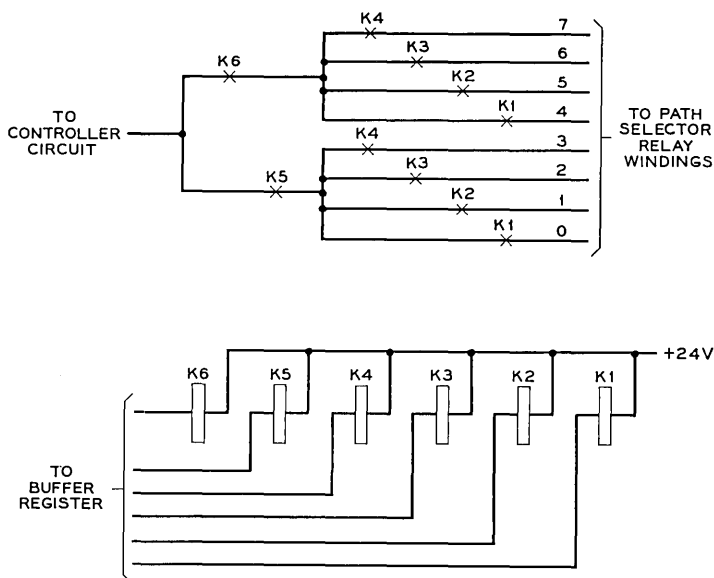 K4
7
K3
6
K6
K2
5
K1
4
TO
CONTROLLER
CIRCUIT
K4
3
TO PATH
SELECTOR
RELAY
WINDINGS
K3
2
K5
K2
1
K1
0
+24V
K6
K5
K4
K3
K2
K1
TO
BUFFER
REGISTER